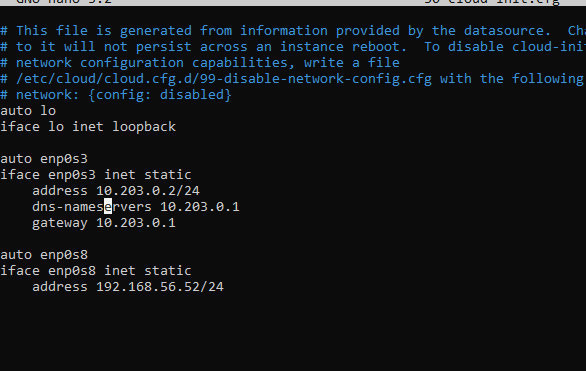 GNU nano 5.2 50-cloud-init.cfg
# This file is generated from information provided by the datasource.  Cha
# to it will not persist across an instance reboot.  To disable cloud-ini
# network configuration capabilities, write a file
# /etc/cloud/cloud.cfg.d/99-disable-network-config.cfg with the following
# network: {config: disabled}
auto lo
iface lo inet loopback
auto enp0s3
iface enp0s3 inet static
    address 10.203.0.2/24
    dns-nameservers 10.203.0.1
    gateway 10.203.0.1
auto enp0s8
iface enp0s8 inet static
    address 192.168.56.52/24